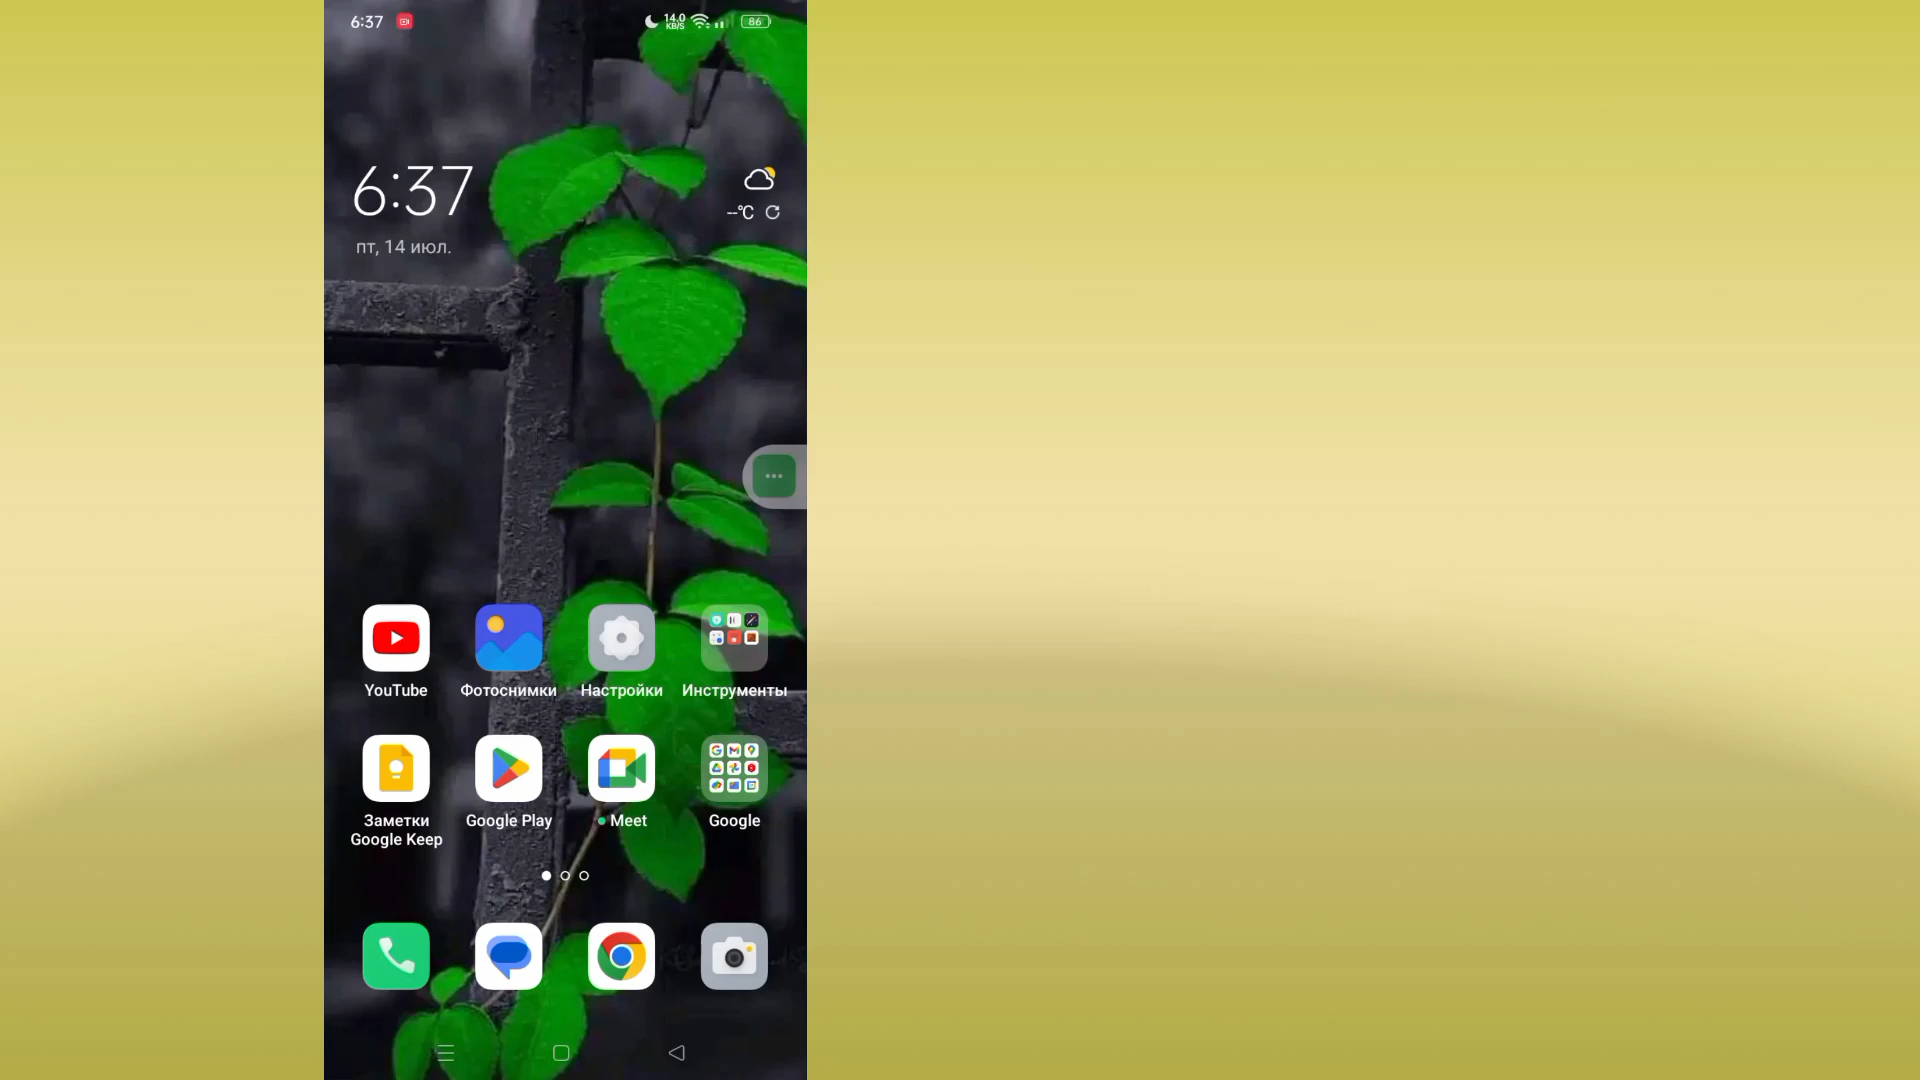 6:37
14.0
KB/S
86
6:37
--°C
пт, 14 июл.
YouTube
Фотоснимки
Настройки
Инструменты
Заметки
Google Keep
Google Play
Meet
Google